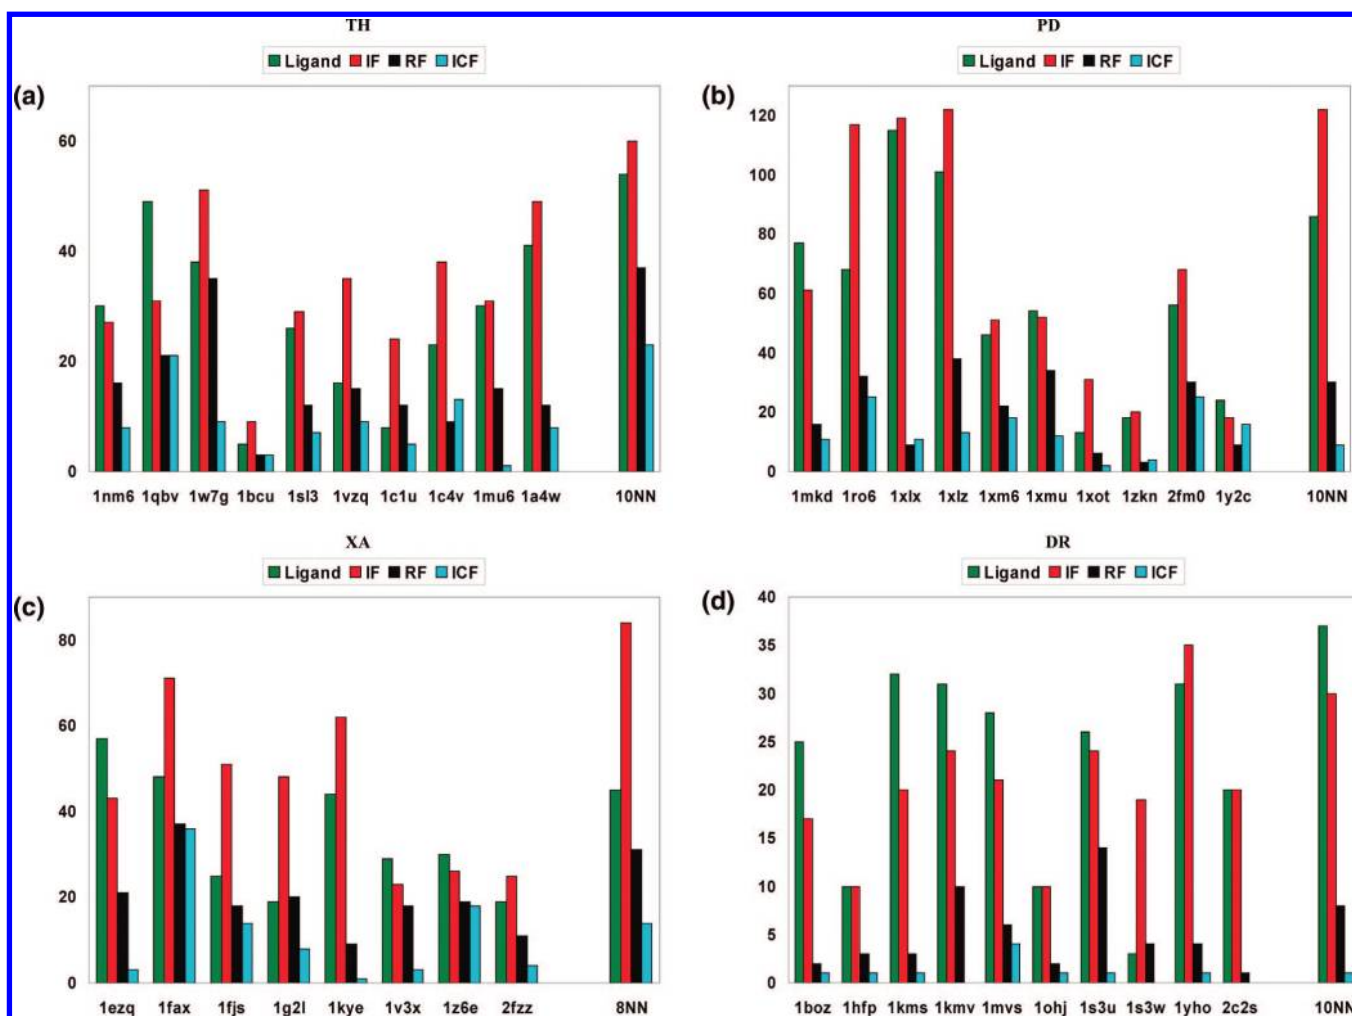 TH
Ligand IF RF ICF
(a)
60
40
20
0
1nm6 1qbv 1w7g 1bcu 1sl3 1vzq 1c1u 1c4v 1mu6 1a4w 10NN
PD
Ligand IF RF ICF
(b)
120
100
80
60
40
20
0
1mkd 1ro6 1xlx 1xlz 1xm6 1xmu 1xot 1zkn 2fm0 1y2c 10NN
XA
Ligand IF RF ICF
(c)
80
60
40
20
0
1ezq 1fax 1fjs 1g2l 1kye 1v3x 1z6e 2fzz 8NN
DR
Ligand IF RF ICF
(d)
40
35
30
25
20
15
10
5
0
1boz 1hfp 1kms 1kmv 1mvs 1ohj 1s3u 1s3w 1yho 2c2s 10NN